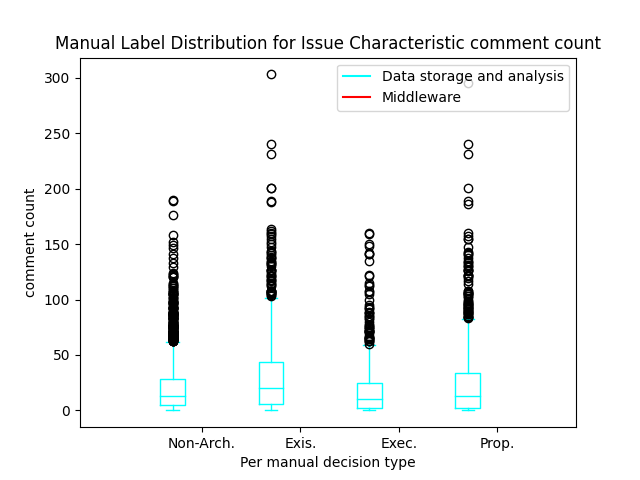 Manual Label Distribution for Issue Characteristic comment count
Data storage and analysis
Middleware
300
250
200
150
100
50
0
comment count
Non-Arch.
Exis.
Exec.
Prop.
Per manual decision type